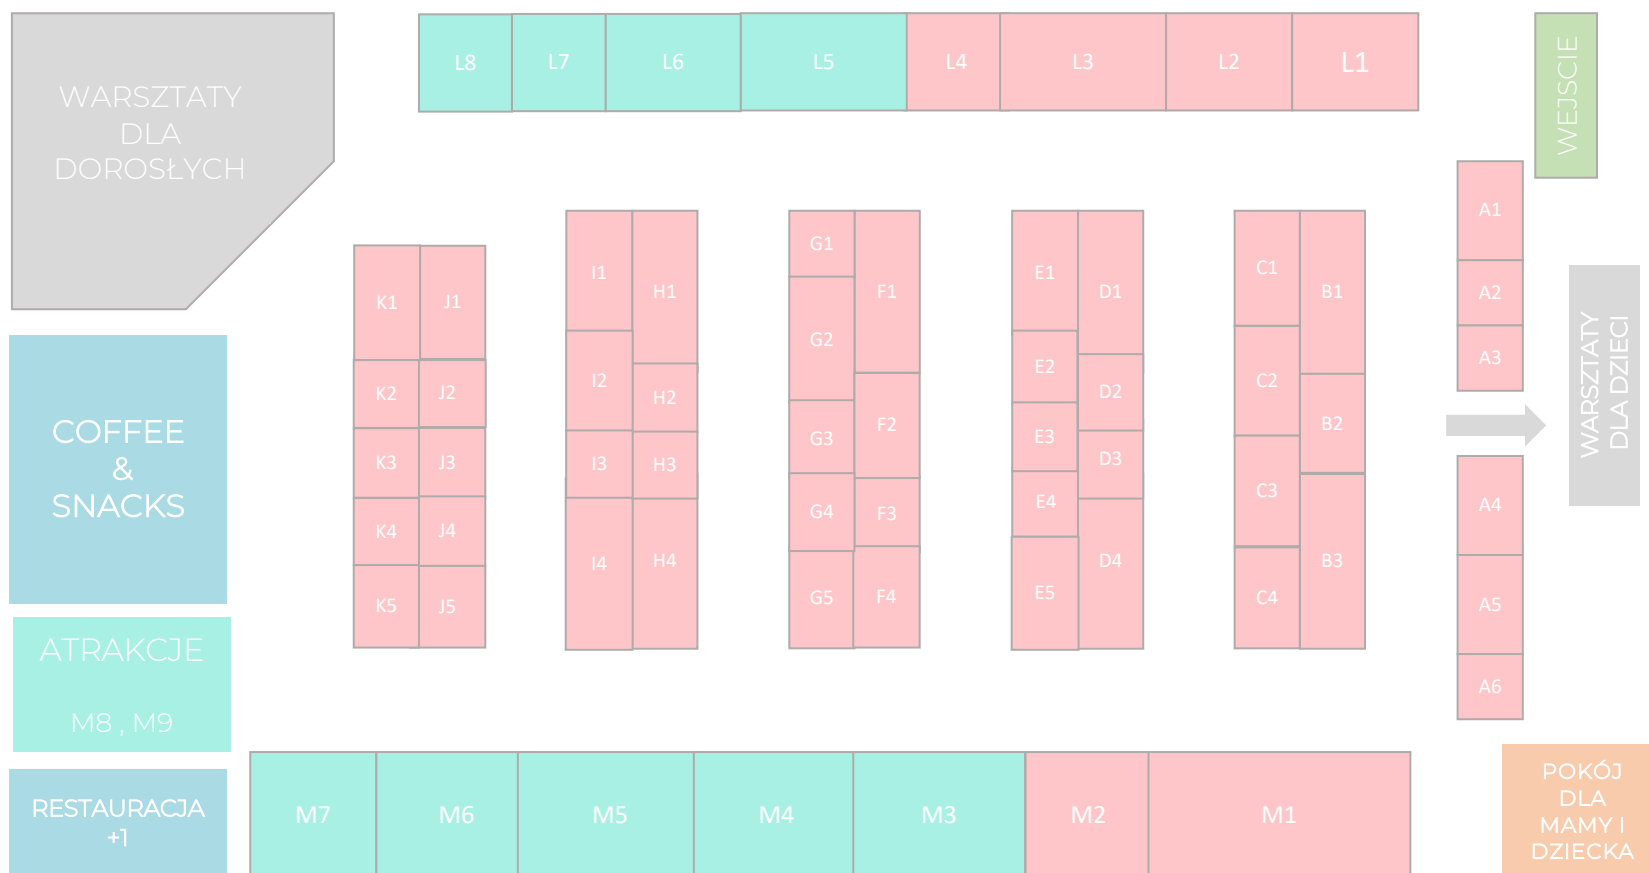 WARSZTATY
DLA
DOROSŁYCH
L8
L7
L6
L5
L4
L3
L2
L1
WEJSCIE
A1
A2
A3
WARSZTATY
DLA DZIECI
A4
A5
A6
K1
K2
K3
K4
K5
J1
J2
J3
J4
J5
I1
I2
I3
I4
H1
H2
H3
H4
G1
G2
G3
G4
G5
F1
F2
F3
F4
E1
E2
E3
E4
E5
D1
D2
D3
D4
C1
C2
C3
C4
B1
B2
B3
COFFEE
&
SNACKS
ATRAKCJE
M8 , M9
RESTAURACJA
+1
M7
M6
M5
M4
M3
M2
M1
POKÓJ
DLA
MAMY I
DZIECKA